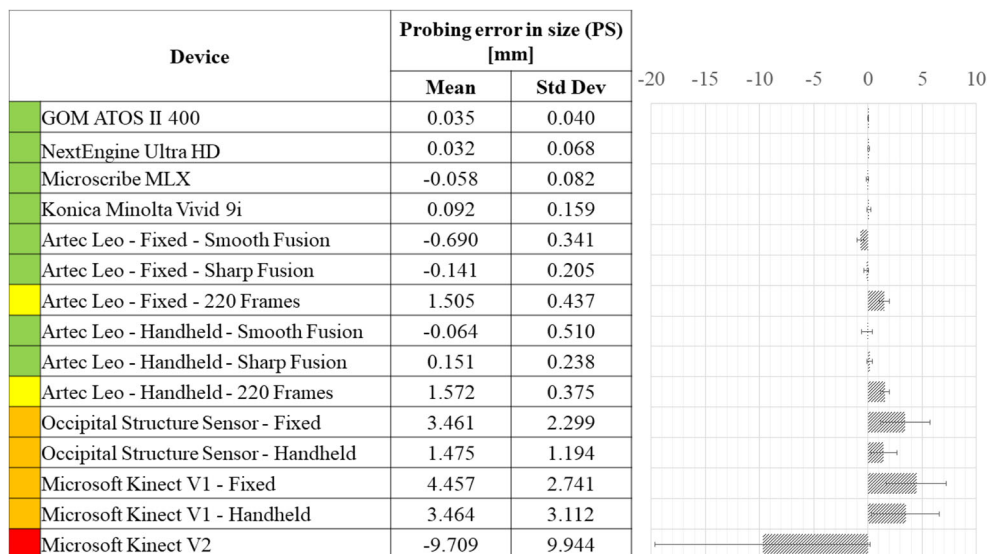 Probing error in size (PS)
[mm]
Device
Mean Std Dev
-20 -15 -10 -5 0 5 10
GOM ATOS II 400 0.035 0.040
NextEngine Ultra HD 0.032 0.068
Microscribe MLX -0.058 0.082
Konica Minolta Vivid 9i 0.092 0.159
Artec Leo - Fixed - Smooth Fusion -0.690 0.341
Artec Leo - Fixed - Sharp Fusion -0.141 0.205
Artec Leo - Fixed - 220 Frames 1.505 0.437
Artec Leo - Handheld - Smooth Fusion -0.064 0.510
Artec Leo - Handheld - Sharp Fusion 0.151 0.238
Artec Leo - Handheld - 220 Frames 1.572 0.375
Occipital Structure Sensor - Fixed 3.461 2.299
Occipital Structure Sensor - Handheld 1.475 1.194
Microsoft Kinect V1 - Fixed 4.457 2.741
Microsoft Kinect V1 - Handheld 3.464 3.112
Microsoft Kinect V2 -9.709 9.944